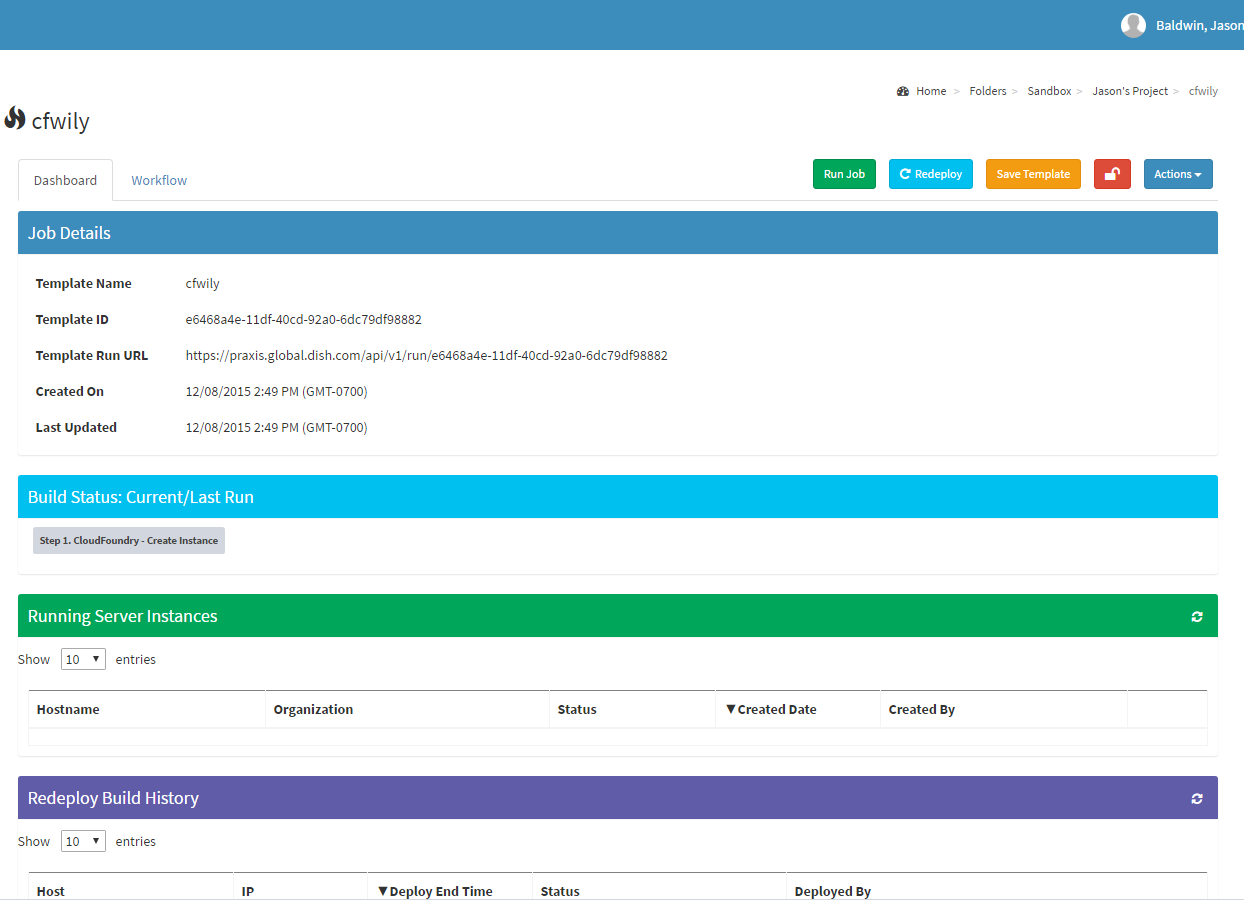 Baldwin, Jason
Home > Folders > Sandbox > Jason's Project > cfwily
cfwily
Dashboard Workflow Run Job Redeploy Save Template Actions
Job Details
Template Name cfwily
Template ID e6468a4e-11df-40cd-92a0-6dc79df98882
Template Run URL https://praxis.global.dish.com/api/v1/run/e6468a4e-11df-40cd-92a0-6dc79df98882
Created On 12/08/2015 2:49 PM (GMT-0700)
Last Updated 12/08/2015 2:49 PM (GMT-0700)
Build Status: Current/Last Run
Step 1. CloudFoundry - Create Instance
Running Server Instances
Show 10 entries
Hostname Organization Status ▼Created Date Created By
Redeploy Build History
Show 10 entries
Host IP ▼Deploy End Time Status Deployed By